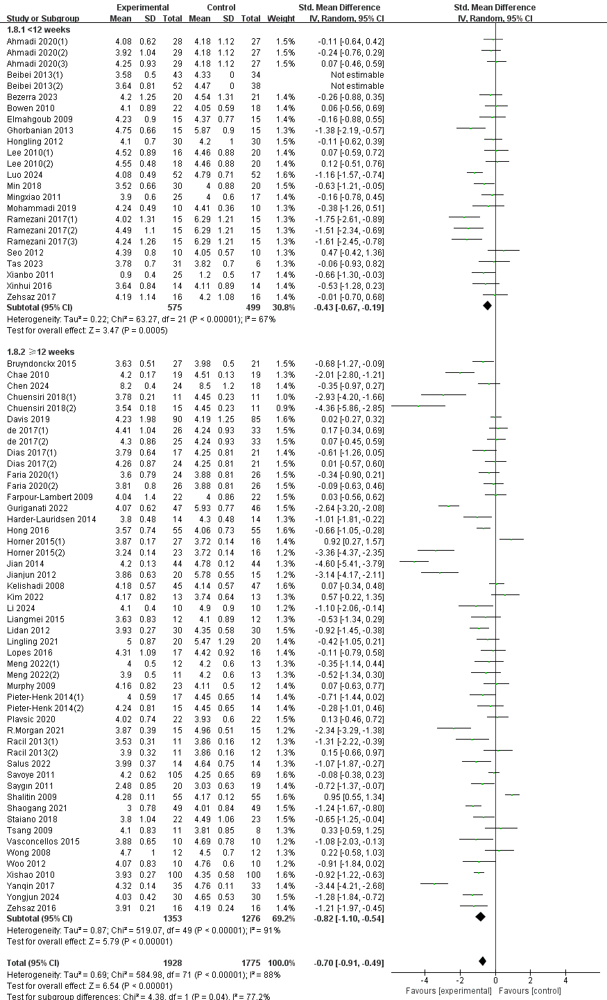 Experimental Control Std. Mean Difference Std. Mean Difference
Study or Subgroup Mean SD Total Mean SD Total Weight IV, Random, 95% CI IV, Random, 95% CI
1.8.1 <12 weeks
Ahmadi 2020(1) 4.08 0.62 28 4.18 1.12 27 1.5% -0.11 [-0.64, 0.42]
Ahmadi 2020(2) 3.92 1.04 29 4.18 1.12 27 1.5% -0.24 [-0.76, 0.29]
Ahmadi 2020(3) 4.25 0.93 29 4.18 1.12 27 1.5% 0.07 [-0.46, 0.59]
Beibei 2013(1) 3.58 0.5 43 4.33 0 34 Not estimable
Beibei 2013(2) 3.64 0.81 52 4.47 0 38 Not estimable
Bezerra 2023 4.2 1.25 20 4.54 1.31 21 1.4% -0.26 [-0.88, 0.35]
Bowen 2010 4.1 0.89 22 4.05 0.59 18 1.4% 0.06 [-0.56, 0.69]
Elmahgoub 2009 4.23 0.9 15 4.37 0.77 15 1.4% -0.16 [-0.88, 0.55]
Ghorbanian 2013 4.75 0.66 15 5.87 0.9 15 1.3% -1.38 [-2.19, -0.57]
Hongling 2012 4.1 0.7 30 4.2 1 30 1.5% -0.11 [-0.62, 0.39]
Lee 2010(1) 4.52 0.89 16 4.46 0.88 20 1.4% 0.07 [-0.59, 0.72]
Lee 2010(2) 4.55 0.48 18 4.46 0.88 20 1.4% 0.12 [-0.51, 0.76]
Luo 2024 4.08 0.49 52 4.79 0.71 52 1.6% -1.16 [-1.57, -0.74]
Min 2018 3.52 0.66 30 4 0.88 20 1.5% -0.63 [-1.21, -0.05]
Mingxiao 2011 3.9 0.6 25 4 0.6 17 1.4% -0.16 [-0.78, 0.45]
Mohammadi 2019 4.24 0.49 10 4.41 0.36 10 1.3% -0.38 [-1.26, 0.51]
Ramezani 2017(1) 4.02 1.31 15 6.29 1.21 15 1.3% -1.75 [-2.61, -0.89]
Ramezani 2017(2) 4.49 1.1 15 6.29 1.21 15 1.3% -1.51 [-2.34, -0.69]
Ramezani 2017(3) 4.24 1.26 15 6.29 1.21 15 1.3% -1.61 [-2.45, -0.78]
Seo 2012 4.39 0.8 10 4.05 0.57 10 1.3% 0.47 [-0.42, 1.36]
Tas 2023 3.78 0.7 31 3.82 0.7 6 1.3% -0.06 [-0.93, 0.82]
Xianbo 2011 0.9 0.4 25 1.2 0.5 17 1.4% -0.66 [-1.30, -0.03]
Xinhui 2016 3.64 0.84 14 4.11 0.89 14 1.4% -0.53 [-1.28, 0.23]
Zehsaz 2017 4.19 1.14 16 4.2 1.08 16 1.4% -0.01 [-0.70, 0.68]
Subtotal (95% CI) 575 499 30.8% -0.43 [-0.67, -0.19]
Heterogeneity: Tau² = 0.22; Chi² = 63.27, df = 21 (P < 0.00001); I² = 67%
Test for overall effect: Z = 3.47 (P = 0.0005)
1.8.2 ≥12 weeks
Bruyndonckx 2015 3.63 0.51 27 3.98 0.5 21 1.5% -0.68 [-1.27, -0.09]
Chae 2010 4.2 0.17 19 4.51 0.13 19 1.3% -2.01 [-2.80, -1.21]
Chen 2024 8.2 0.4 24 8.5 1.2 18 1.4% -0.35 [-0.97, 0.27]
Chuensiri 2018(1) 3.78 0.21 11 4.45 0.23 11 1.0% -2.93 [-4.20, -1.66]
Chuensiri 2018(2) 3.54 0.18 15 4.45 0.23 11 0.9% -4.36 [-5.86, -2.85]
Davis 2019 4.23 1.98 90 4.19 1.25 85 1.6% 0.02 [-0.27, 0.32]
de 2017(1) 4.41 1.04 26 4.24 0.93 33 1.5% 0.17 [-0.34, 0.69]
de 2017(2) 4.3 0.86 25 4.24 0.93 33 1.5% 0.07 [-0.45, 0.59]
Dias 2017(1) 3.79 0.64 17 4.25 0.81 21 1.4% -0.61 [-1.26, 0.05]
Dias 2017(2) 4.26 0.87 24 4.25 0.81 21 1.5% 0.01 [-0.57, 0.60]
Faria 2020(1) 3.6 0.79 24 3.88 0.81 26 1.5% -0.34 [-0.90, 0.21]
Faria 2020(2) 3.81 0.8 26 3.88 0.81 26 1.5% -0.09 [-0.63, 0.46]
Farpour-Lambert 2009 4.04 1.4 22 4 0.86 22 1.5% 0.03 [-0.56, 0.62]
Guriganati 2022 4.07 0.62 47 5.93 0.77 46 1.5% -2.64 [-3.20, -2.08]
Harder-Lauridsen 2014 3.8 0.48 14 4.3 0.48 14 1.3% -1.01 [-1.81, -0.22]
Hong 2016 3.57 0.74 55 4.06 0.73 55 1.6% -0.66 [-1.05, -0.28]
Horner 2015(1) 3.87 0.17 27 3.72 0.14 16 1.4% 0.92 [0.27, 1.57]
Horner 2015(2) 3.24 0.14 23 3.72 0.14 16 1.2% -3.36 [-4.37, -2.35]
Jian 2014 4.2 0.13 44 4.78 0.12 44 1.3% -4.60 [-5.41, -3.79]
Jianjun 2012 3.86 0.63 20 5.78 0.55 15 1.2% -3.14 [-4.17, -2.11]
Kelishadi 2008 4.18 0.57 45 4.14 0.57 47 1.6% 0.07 [-0.34, 0.48]
Kim 2022 4.17 0.82 13 3.74 0.64 13 1.3% 0.57 [-0.22, 1.35]
Li 2024 4.1 0.4 10 4.9 0.9 10 1.2% -1.10 [-2.06, -0.14]
Liangmei 2015 3.63 0.83 12 4.1 0.89 12 1.3% -0.53 [-1.34, 0.29]
Lidan 2012 3.93 0.27 30 4.35 0.58 30 1.5% -0.92 [-1.45, -0.38]
Lingling 2021 5 0.87 20 5.47 1.29 20 1.4% -0.42 [-1.05, 0.21]
Lopes 2016 4.31 1.09 17 4.42 0.92 16 1.4% -0.11 [-0.79, 0.58]
Meng 2022(1) 4 0.5 12 4.2 0.6 13 1.3% -0.35 [-1.14, 0.44]
Meng 2022(2) 3.9 0.5 11 4.2 0.6 13 1.3% -0.52 [-1.34, 0.30]
Murphy 2009 4.16 0.82 23 4.11 0.5 12 1.4% 0.07 [-0.63, 0.77]
Pieter-Henk 2014(1) 4 0.59 17 4.45 0.65 14 1.4% -0.71 [-1.44, 0.02]
Pieter-Henk 2014(2) 4.24 0.81 15 4.45 0.65 14 1.4% -0.28 [-1.01, 0.46]
Plavsic 2020 4.02 0.74 22 3.93 0.6 22 1.5% 0.13 [-0.46, 0.72]
R.Morgan 2021 3.87 0.39 15 4.96 0.51 15 1.2% -2.34 [-3.29, -1.38]
Racil 2013(1) 3.53 0.31 11 3.86 0.16 12 1.3% -1.31 [-2.22, -0.39]
Racil 2013(2) 3.9 0.32 11 3.86 0.16 12 1.3% 0.15 [-0.66, 0.97]
Salus 2022 3.99 0.37 14 4.64 0.75 14 1.3% -1.07 [-1.87, -0.27]
Savoye 2011 4.2 0.62 105 4.25 0.65 69 1.6% -0.08 [-0.38, 0.23]
Saygın 2011 2.48 0.85 20 3.03 0.63 19 1.4% -0.72 [-1.37, -0.07]
Shalitin 2009 4.28 0.11 55 4.17 0.12 55 1.6% 0.95 [0.55, 1.34]
Shaogang 2021 3 0.78 49 4.01 0.84 49 1.5% -1.24 [-1.67, -0.80]
Staiano 2018 3.8 1.04 22 4.49 1.06 23 1.4% -0.65 [-1.25, -0.04]
Tsang 2009 4.1 0.83 11 3.81 0.85 8 1.2% 0.33 [-0.59, 1.25]
Vasconcellos 2015 3.88 0.65 10 4.69 0.78 10 1.2% -1.08 [-2.03, -0.13]
Wong 2008 4.7 1 12 4.5 0.7 12 1.3% 0.22 [-0.58, 1.03]
Woo 2012 4.07 0.83 10 4.76 0.6 10 1.2% -0.91 [-1.84, 0.02]
Xishao 2010 3.93 0.27 100 4.35 0.58 100 1.6% -0.92 [-1.22, -0.63]
Yanqin 2017 4.32 0.14 35 4.76 0.11 33 1.4% -3.44 [-4.21, -2.68]
Yongjun 2024 4.03 0.42 30 4.65 0.53 30 1.5% -1.28 [-1.84, -0.72]
Zehsaz 2016 3.91 0.21 16 4.19 0.24 16 1.3% -1.21 [-1.97, -0.45]
Subtotal (95% CI) 1353 1276 69.2% -0.82 [-1.10, -0.54]
Heterogeneity: Tau² = 0.87; Chi² = 519.07, df = 49 (P < 0.00001); I² = 91%
Test for overall effect: Z = 5.79 (P < 0.00001)
Total (95% CI) 1928 1775 100.0% -0.70 [-0.91, -0.49]
Heterogeneity: Tau² = 0.69; Chi² = 584.98, df = 71 (P < 0.00001); I² = 88%
Test for overall effect: Z = 6.54 (P < 0.00001)
Test for subgroup differences: Chi² = 4.38, df = 1 (P = 0.04), I² = 77.2%
-4 -2 0 2 4
Favours [experimental] Favours [control]